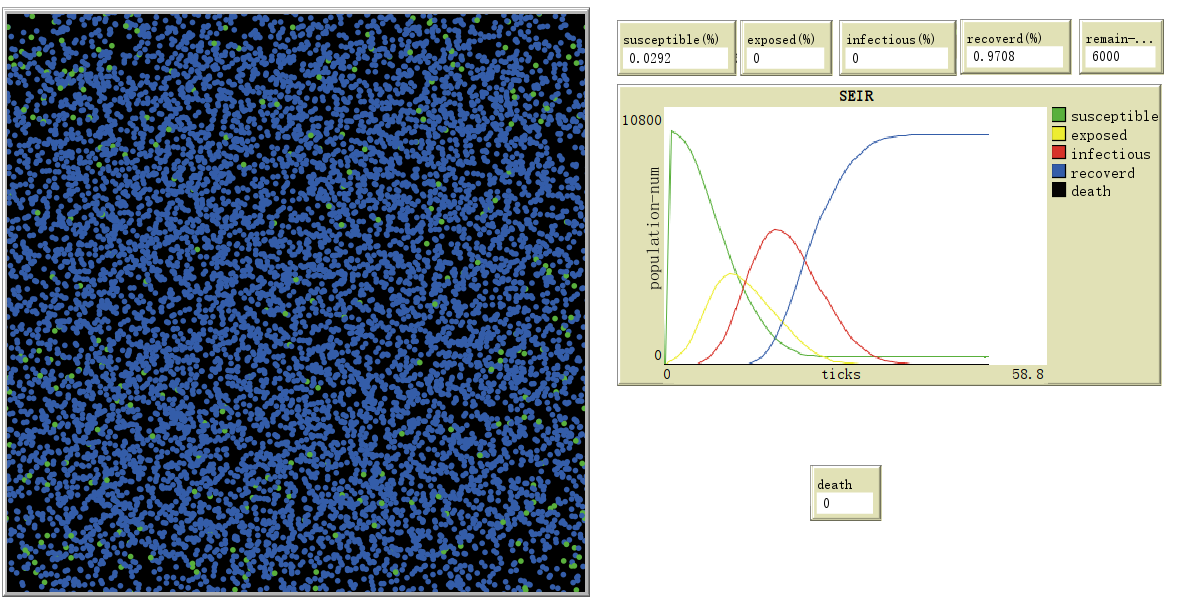 susceptible(%)
0.0292
exposed(%)
0
infectious(%)
0
recoverd(%)
0.9708
remain-...
6000
SEIR
10800
population-num
0
0
ticks
58.8
susceptible
exposed
infectious
recoverd
death
death
0